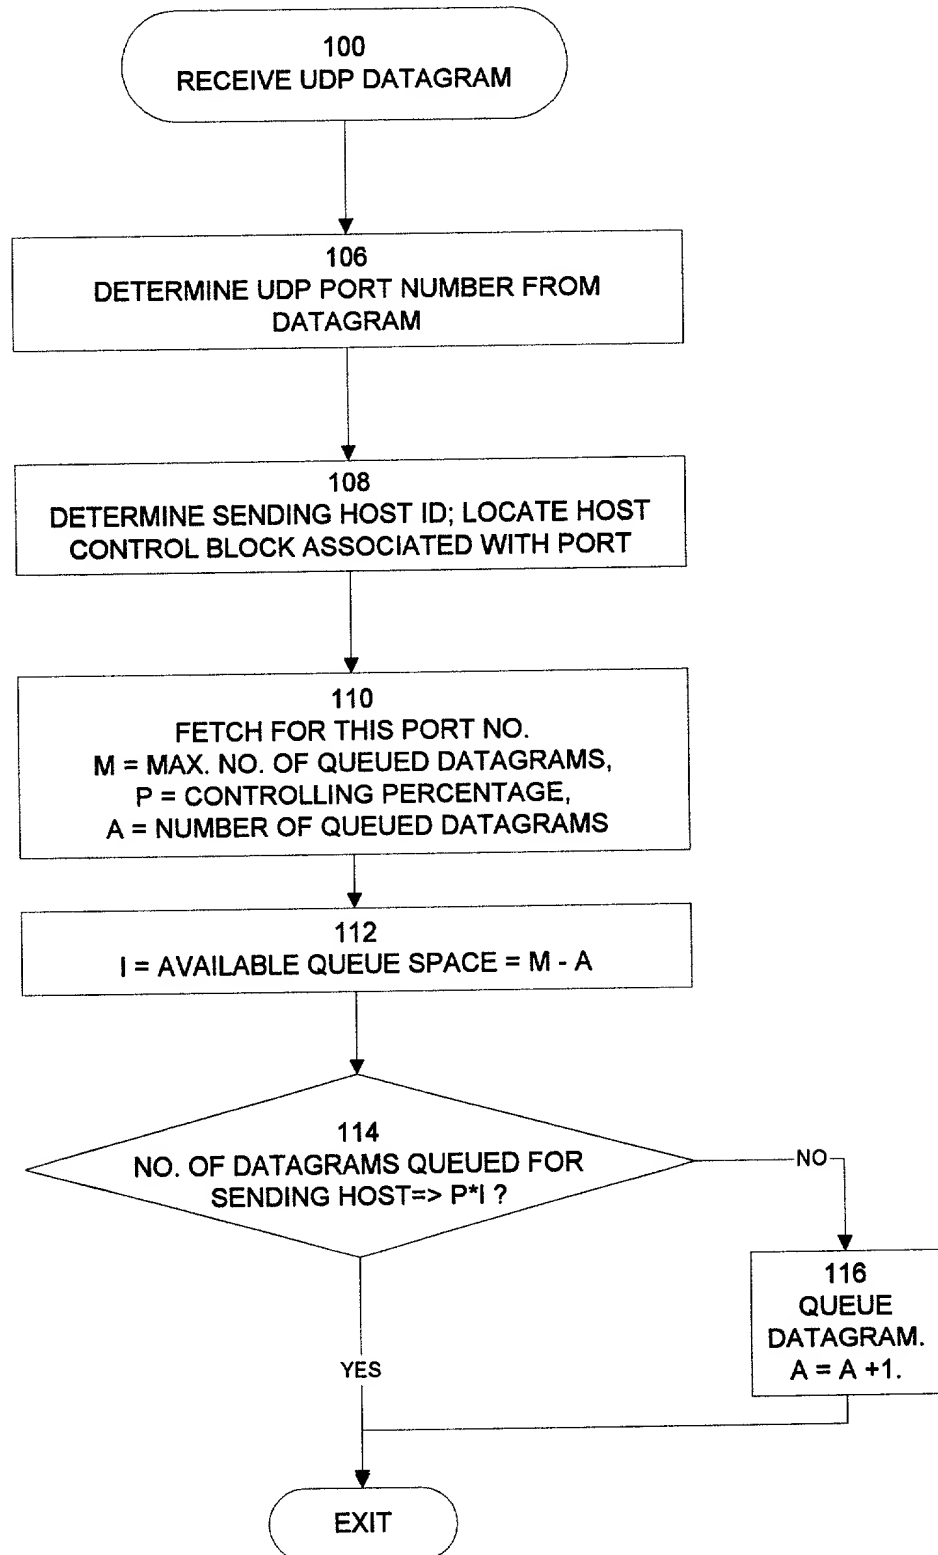 100
RECEIVE UDP DATAGRAM
106
DETERMINE UDP PORT NUMBER FROM
DATAGRAM
108
DETERMINE SENDING HOST ID; LOCATE HOST
CONTROL BLOCK ASSOCIATED WITH PORT
110
FETCH FOR THIS PORT NO.
M = MAX. NO. OF QUEUED DATAGRAMS,
P = CONTROLLING PERCENTAGE,
A = NUMBER OF QUEUED DATAGRAMS
112
I = AVAILABLE QUEUE SPACE = M - A
114
NO. OF DATAGRAMS QUEUED FOR
SENDING HOST=> P*I ?
NO
116
QUEUE
DATAGRAM.
A = A +1.
YES
EXIT